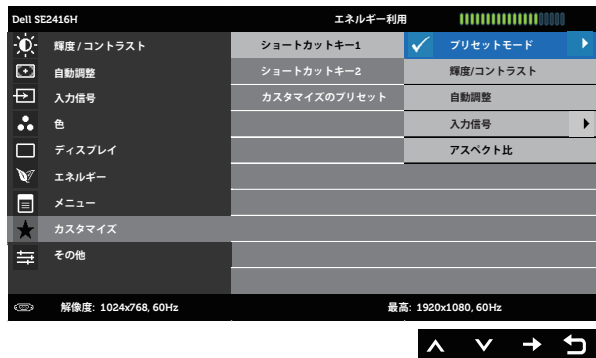 Dell SE2416H
エネルギー利用
輝度 / コントラスト
自動調整
入力信号
色
ディスプレイ
エネルギー
メニュー
カスタマイズ
その他
ショートカットキー1
ショートカットキー2
カスタマイズのプリセット
プリセットモード
輝度/コントラスト
自動調整
入力信号
アスペクト比
解像度: 1024x768, 60Hz
最高: 1920x1080, 60Hz